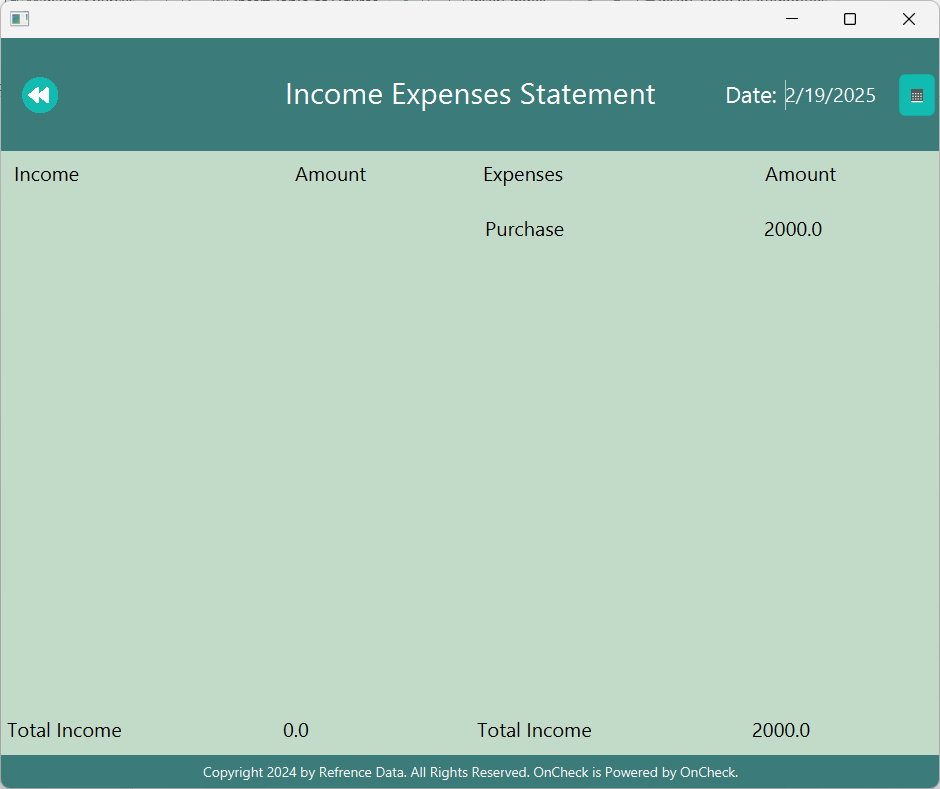 Income Expenses Statement Date: 2/19/2025
Income Amount Expenses Amount
Purchase 2000.0
Total Income 0.0 Total Income 2000.0
Copyright 2024 by Refrence Data. All Rights Reserved. OnCheck is Powered by OnCheck.